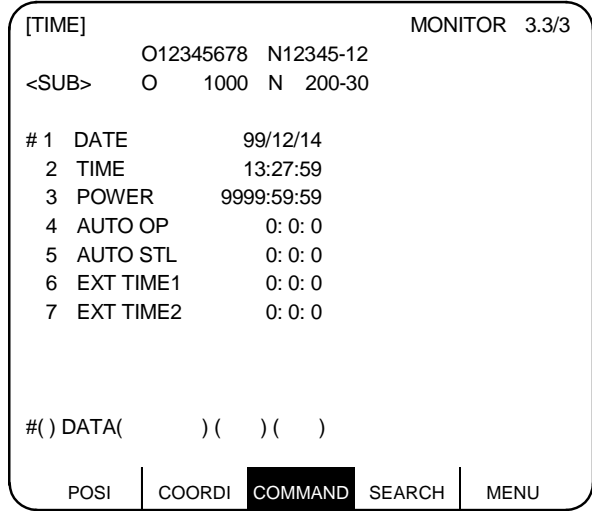 [TIME] MONITOR 3.3/3
O12345678 N12345-12
<SUB> O 1000 N 200-30
# 1 DATE 99/12/14
2 TIME 13:27:59
3 POWER 9999:59:59
4 AUTO OP 0: 0: 0
5 AUTO STL 0: 0: 0
6 EXT TIME1 0: 0: 0
7 EXT TIME2 0: 0: 0
#( ) DATA( ) ( ) ( )
POSI COORDI COMMAND SEARCH MENU